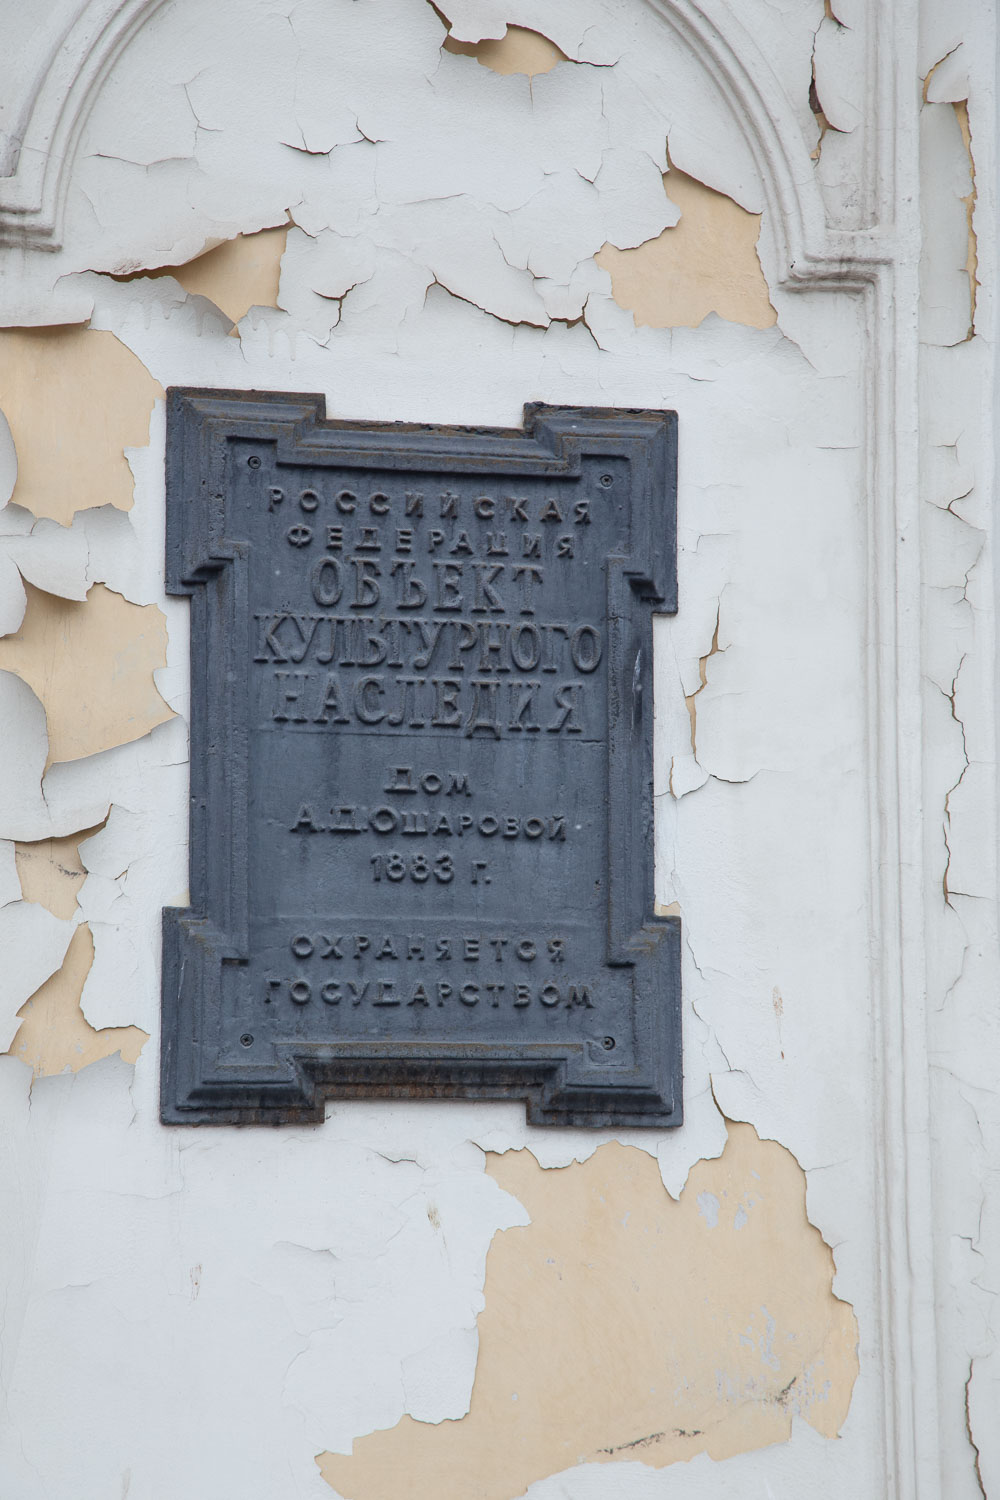 РОССИЙСКАЯ
ФЕДЕРАЦИЯ
ОБЪЕКТ
КУЛЬТУРНОГО
НАСЛЕДИЯ
ДОМ
А.Д.ОШАРОВОЙ
1883 Г.
ОХРАНЯЕТСЯ
ГОСУДАРСТВОМ